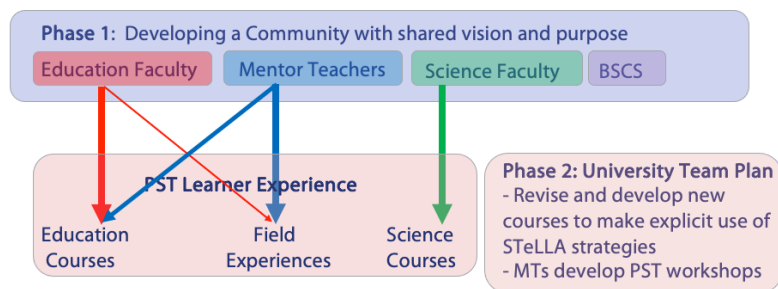 Phase 1: Developing a Community with shared vision and purpose
Education Faculty
Mentor Teachers
Science Faculty
BSCS
PST Learner Experience
Education
Courses
Field
Experiences
Science
Courses
Phase 2: University Team Plan
- Revise and develop new
courses to make explicit use of
STeLLA strategies
- MTs develop PST workshops